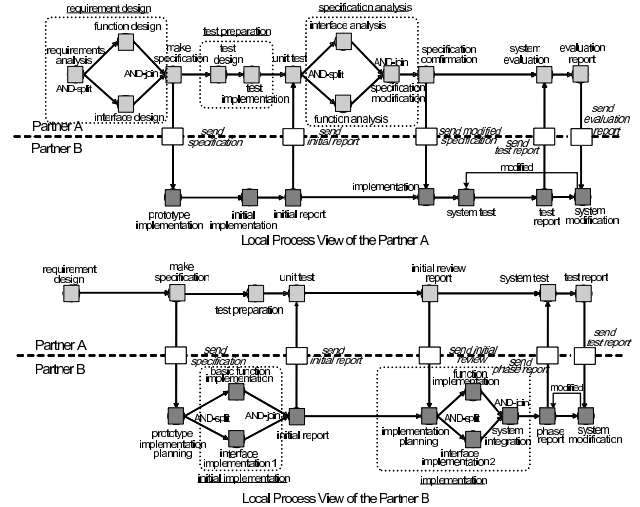 requirement design
function design
requirements
analysis
AND-split
AND-join
interface design
make
specification
test preparation
test
design
test
implementation
unit test
specification analysis
interface analysis
AND-split
AND-join
specification
modification
function analysis
specification
confirmation
system
evaluation
evaluation
report
Partner A
Partner B
send
specification
send
initial report
send modified
specification
send
test report
send
evaluation
report
modified
implementation
prototype
implementation
initial
implementation
initial report
system test
test
report
system
modification
Local Process View of the Partner A
requirement
design
make
specification
test preparation
unit test
initial review
report
system test
test report
Partner A
Partner B
send
specification
send
initial report
send initial
review
send
phase report
send
test report
basic function
implementation
AND-split
AND-join
prototype
implementation
planning
interface
implementation 1
initial implementation
initial report
function
implementation
AND-split
AND-join
implementation
planning
interface
implementation2
implementation
system
integration
modified
phase
report
system
modification
Local Process View of the Partner B